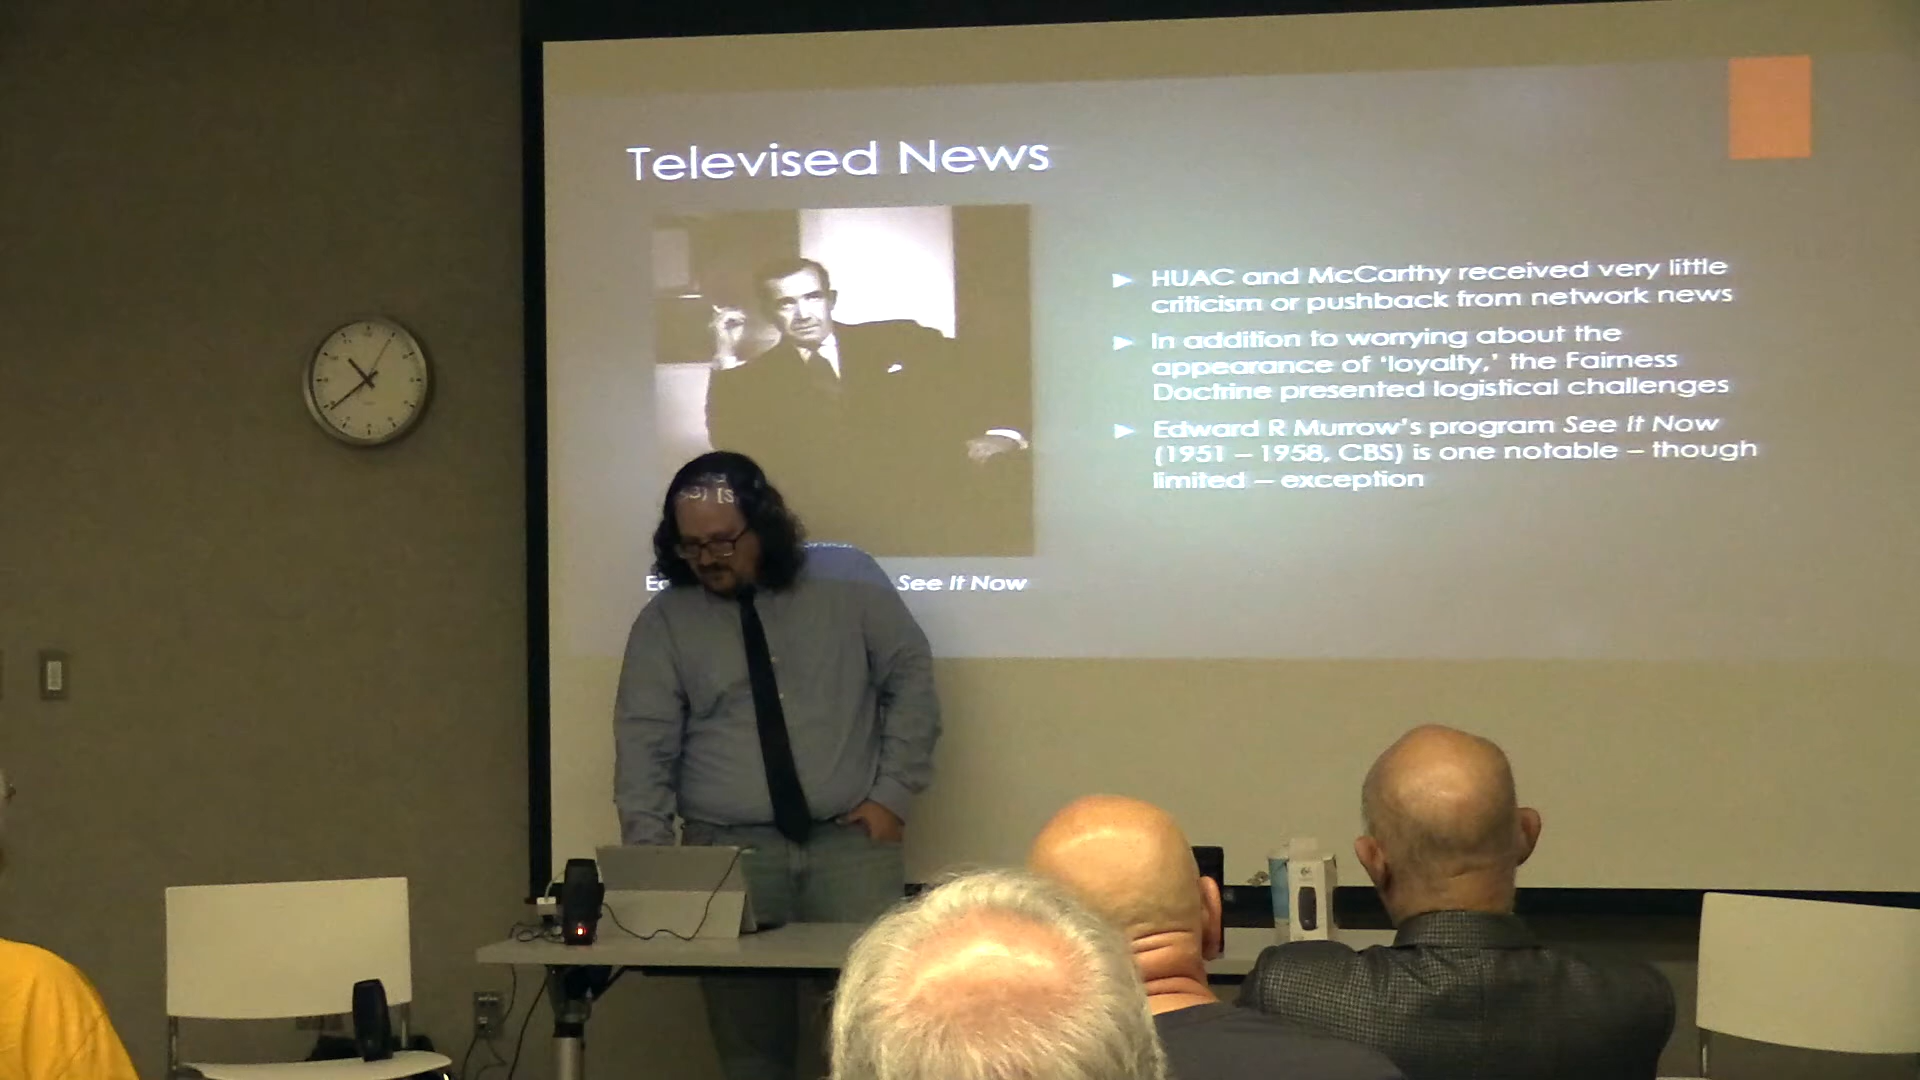 Televised News
HUAC and McCarthy received very little
criticism or pushback from network news
In addition to worrying about the
appearance of ‘loyalty,’ the Fairness
Doctrine presented logistical challenges
Edward R Murrow’s program See It Now
(1951 – 1958, CBS) is one notable – though
limited – exception
See It Now